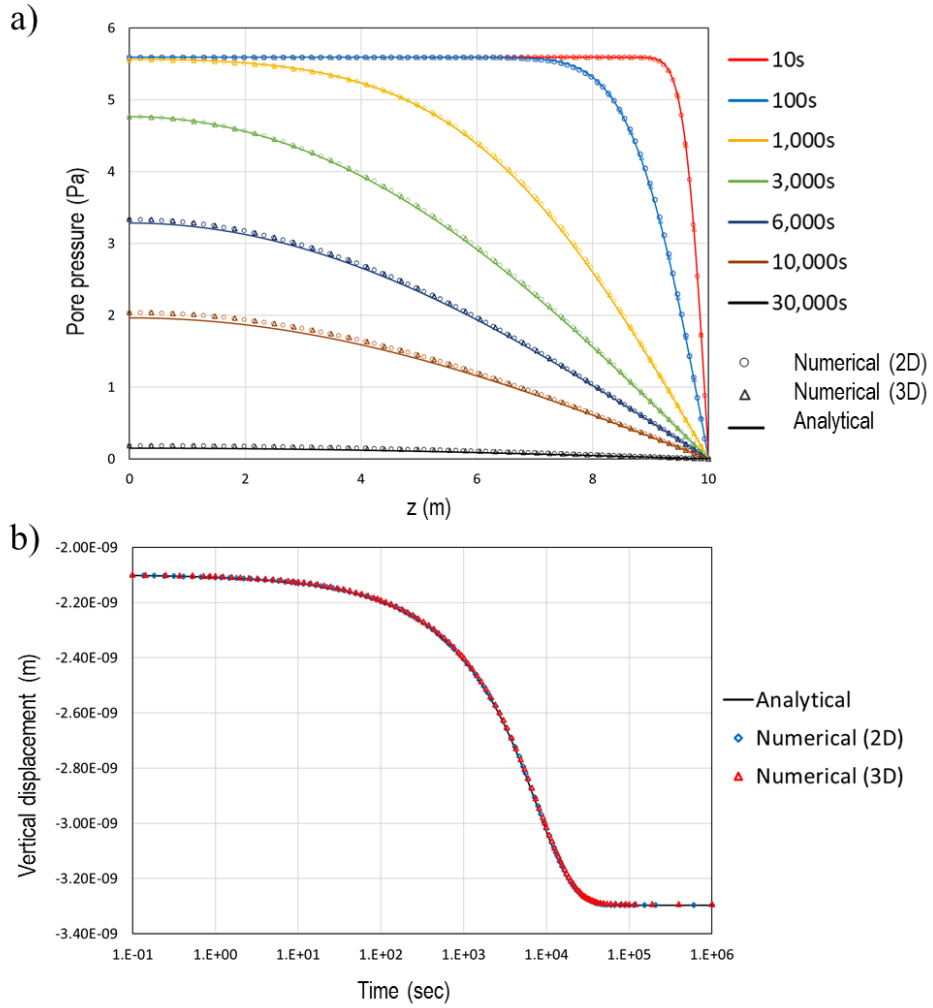 a)
6
5
4
3
2
1
0
Pore pressure (Pa)
0 2 4 6 8 10
z (m)
10s
100s
1,000s
3,000s
6,000s
10,000s
30,000s
Numerical (2D)
Numerical (3D)
Analytical
b)
-2.00E-09
-2.20E-09
-2.40E-09
-2.60E-09
-2.80E-09
-3.00E-09
-3.20E-09
-3.40E-09
Vertical displacement (m)
1.E-01 1.E+00 1.E+01 1.E+02 1.E+03 1.E+04 1.E+05 1.E+06
Time (sec)
Analytical
Numerical (2D)
Numerical (3D)